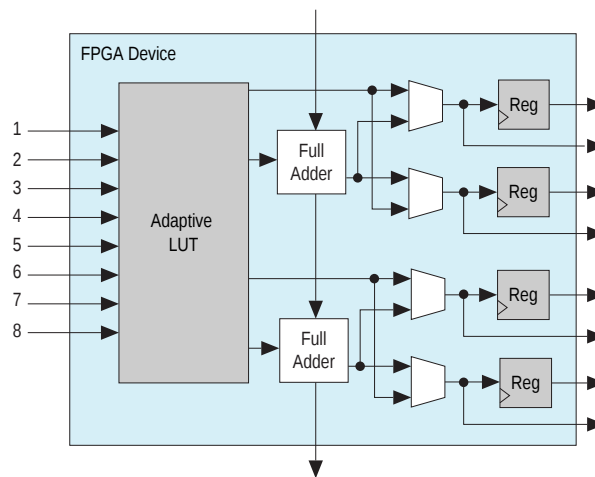 FPGA Device
1
2
3
4
5
6
7
8
Adaptive
LUT
Full
Adder
Full
Adder
Reg
Reg
Reg
Reg